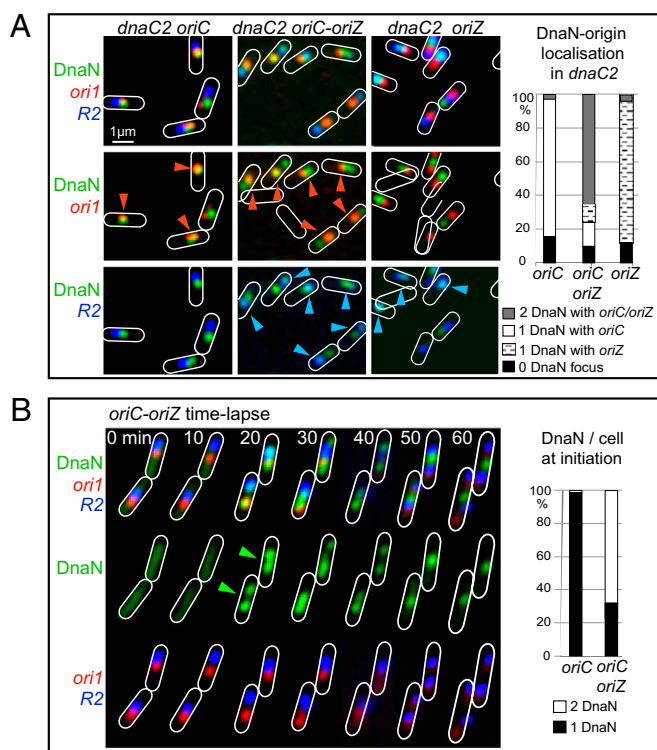 A
dnaC2 oriC
dnaC2 oriC-oriZ
dnaC2 oriZ
DnaN
ori1
R2
1µm
DnaN
ori1
DnaN
R2
DnaN-origin
localisation
in dnaC2
100
%
80
60
40
20
0
oriC
oriC
oriZ
oriZ
2 DnaN with oriC/oriZ
1 DnaN with oriC
1 DnaN with oriZ
0 DnaN focus
B
oriC-oriZ time-lapse
0 min 10 20 30 40 50 60
DnaN
ori1
R2
DnaN
ori1
R2
DnaN / cell
at initiation
100
%
80
60
40
20
0
oriC
oriC
oriZ
2 DnaN
1 DnaN